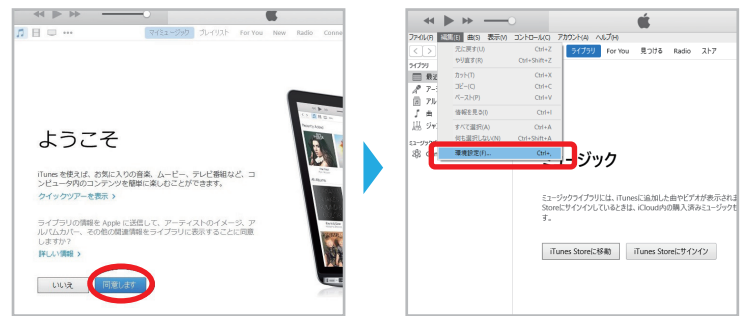 マイミュージック プレイリスト For You New Radio Conne
ようこそ
iTunes を使えば、お気に入りの音楽、ムービー、テレビ番組など、コ
ンピュータ内のコンテンツを簡単に楽しむことができます。
クイックツアーを表示 ›
ライブラリの情報を Apple に送信して、アーティストのイメージ、ア
ルバムカバー、その他の関連情報をライブラリに表示することに同意
しますか?
詳しい情報 ›
いいえ 同意します
ファイル(F) 編集(E) 曲(S) 表示(V) コントロール(C) アカウント(A) ヘルプ(H)
元に戻す(U) Ctrl+Z
やり直す(R) Ctrl+Shift+Z
カット(T) Ctrl+X
コピー(C) Ctrl+C
ペースト(P) Ctrl+V
情報を見る(I) Ctrl+I
すべて選択(A) Ctrl+A
何も選択しない(N) Ctrl+Shift+A
環境設定(F)... Ctrl+,
ライブラリ For You 見つける Radio ストア
ライブラリ
最近
アー
アル
曲
ジャ
ージック
ミュージックライブラリには、iTunesに追加した曲やビデオが表示されま
Storeにサインインしているときは、iCloud内の購入済みミュージックも
す。
iTunes Storeに移動 iTunes Storeにサインイン